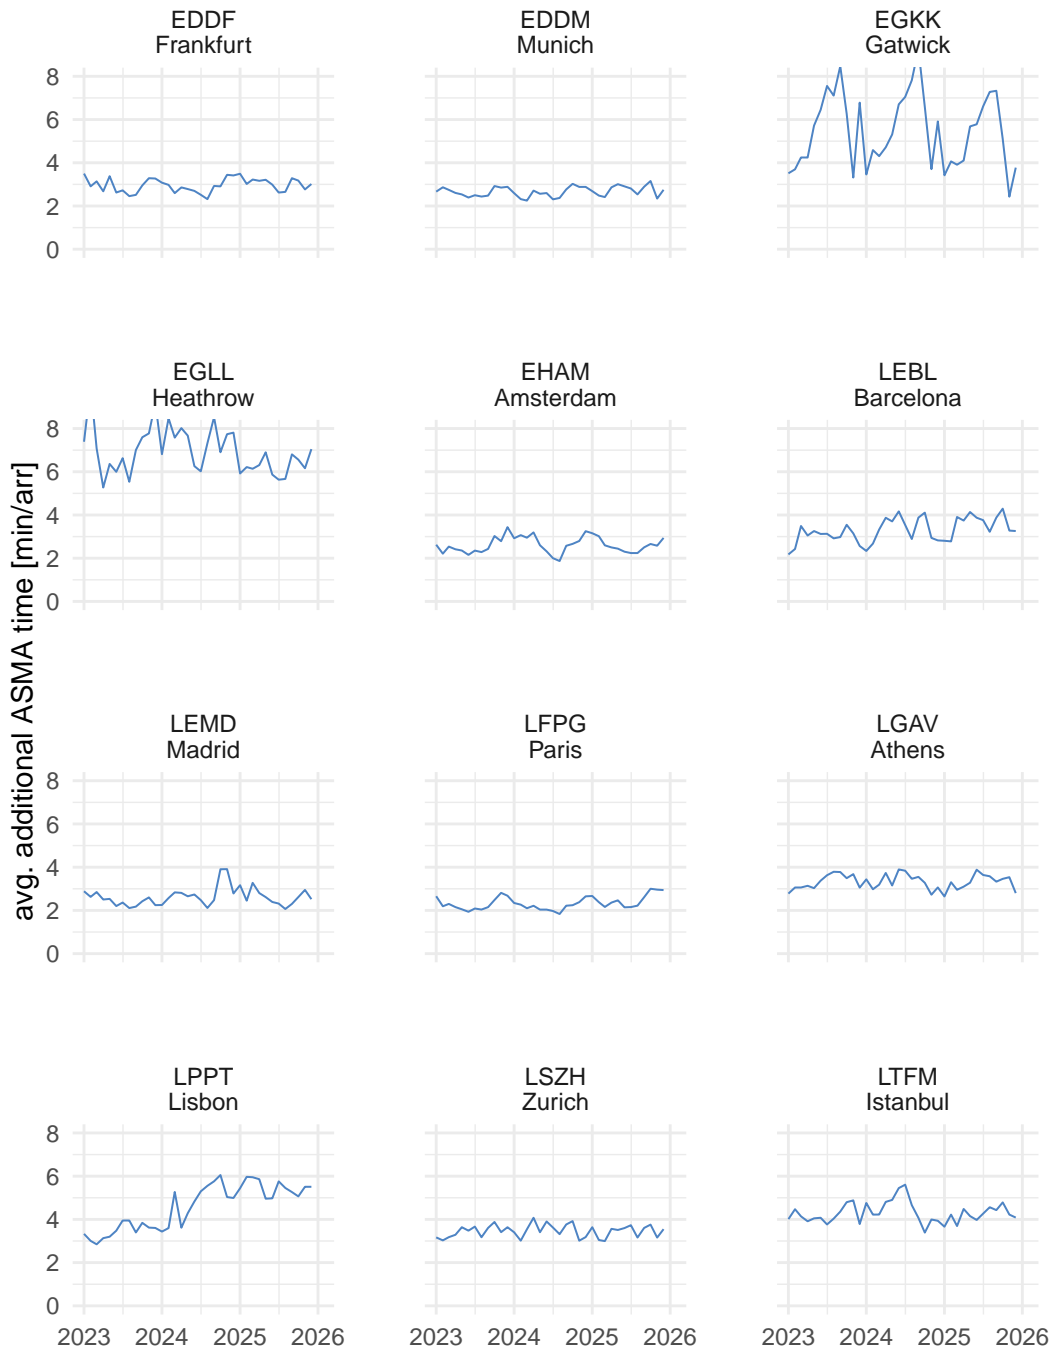 EDDF
Frankfurt
EDDM
Munich
EGKK
Gatwick
8
6
4
2
0
EGLL
Heathrow
EHAM
Amsterdam
LEBL
Barcelona
8
6
4
2
0
avg. additional ASMA time [min/arr]
LEMD
Madrid
LFPG
Paris
LGAV
Athens
8
6
4
2
0
LPPT
Lisbon
LSZH
Zurich
LTFM
Istanbul
8
6
4
2
0
2023 2024 2025 2026
2023 2024 2025 2026
2023 2024 2025 2026